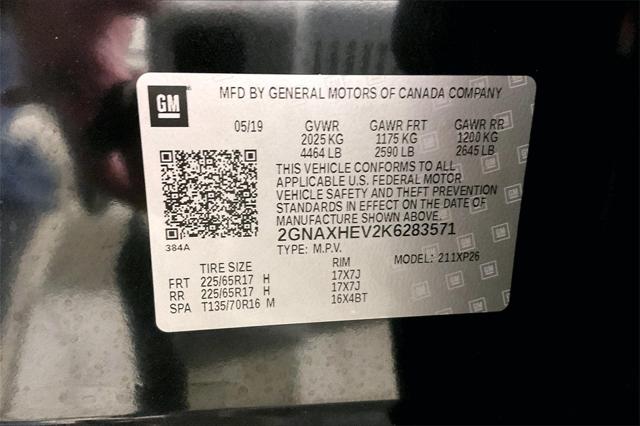 GM
MFD BY GENERAL MOTORS OF CANADA COMPANY
05/19 GVWR GAWR FRT GAWR RR
2025 KG 1175 KG 1200 KG
4464 LB 2590 LB 2645 LB
THIS VEHICLE CONFORMS TO ALL
APPLICABLE U.S. FEDERAL MOTOR
VEHICLE SAFETY AND THEFT PREVENTION
STANDARDS IN EFFECT ON THE DATE OF
MANUFACTURE SHOWN ABOVE.
384A
2GNAXHEV2K6283571
TYPE: M.P.V. MODEL: 211XP26
TIRE SIZE RIM
FRT 225/65R17 H 17X7J
RR 225/65R17 H 17X7J
SPA T135/70R16 M 16X4BT